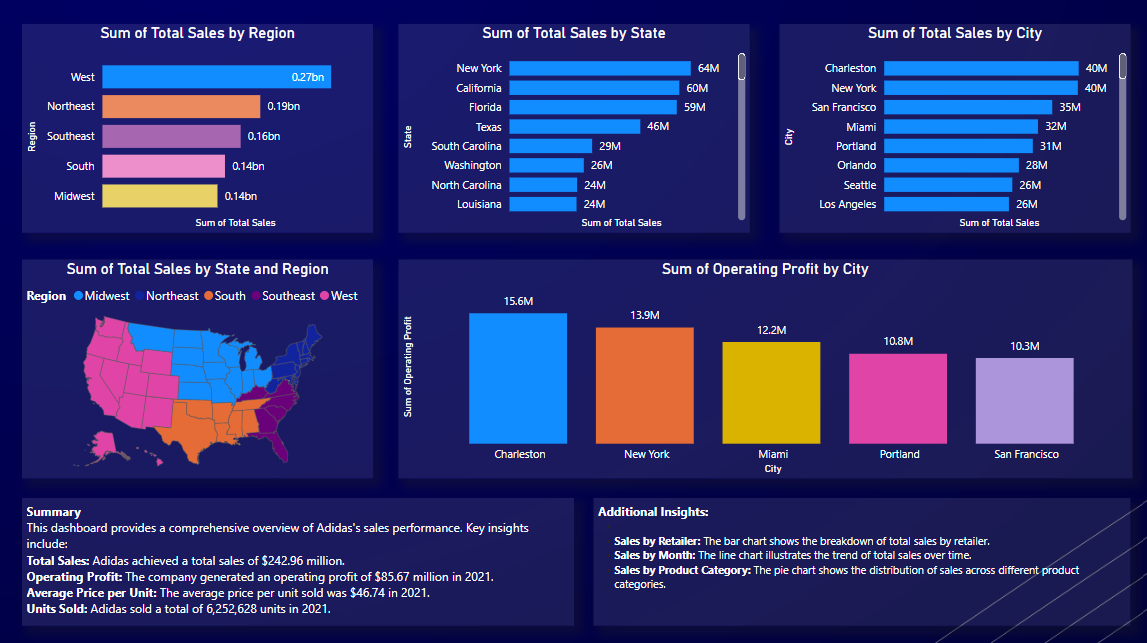 Sum of Total Sales by Region
Region
West 0.27bn
Northeast 0.19bn
Southeast 0.16bn
South 0.14bn
Midwest 0.14bn
Sum of Total Sales
Sum of Total Sales by State
State
New York 64M
California 60M
Florida 59M
Texas 46M
South Carolina 29M
Washington 26M
North Carolina 24M
Louisiana 24M
Sum of Total Sales
Sum of Total Sales by City
City
Charleston 40M
New York 40M
San Francisco 35M
Miami 32M
Portland 31M
Orlando 28M
Seattle 26M
Los Angeles 26M
Sum of Total Sales
Sum of Total Sales by State and Region
Region Midwest Northeast South Southeast West
Sum of Operating Profit by City
Sum of Operating Profit
15.6M 13.9M 12.2M 10.8M 10.3M
Charleston New York Miami Portland San Francisco
City
Summary
This dashboard provides a comprehensive overview of Adidas's sales performance. Key insights
include:
Total Sales: Adidas achieved a total sales of $242.96 million.
Operating Profit: The company generated an operating profit of $85.67 million in 2021.
Average Price per Unit: The average price per unit sold was $46.74 in 2021.
Units Sold: Adidas sold a total of 6,252,628 units in 2021.
Additional Insights:
Sales by Retailer: The bar chart shows the breakdown of total sales by retailer.
Sales by Month: The line chart illustrates the trend of total sales over time.
Sales by Product Category: The pie chart shows the distribution of sales across different product
categories.